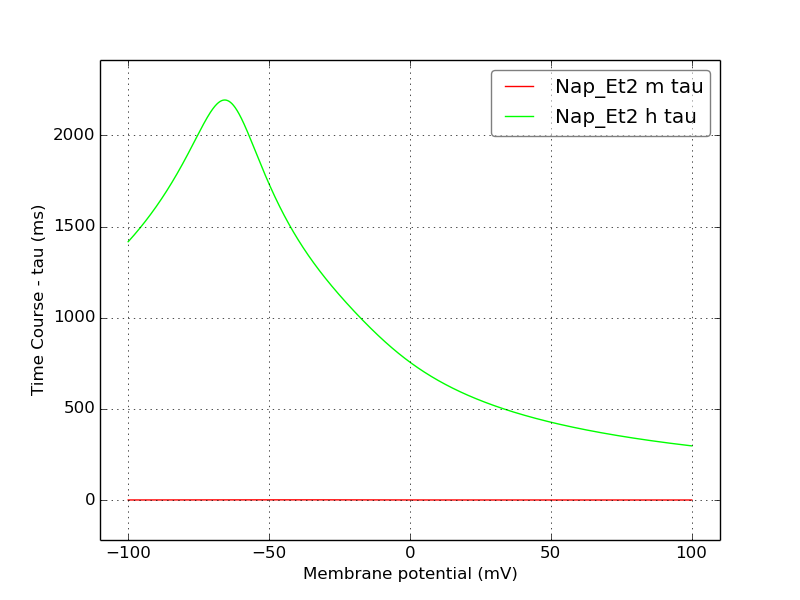 Nap_Et2 m tau
Nap_Et2 h tau
Time Course - tau (ms)
2000
1500
1000
500
0
−100
−50
0
50
100
Membrane potential (mV)